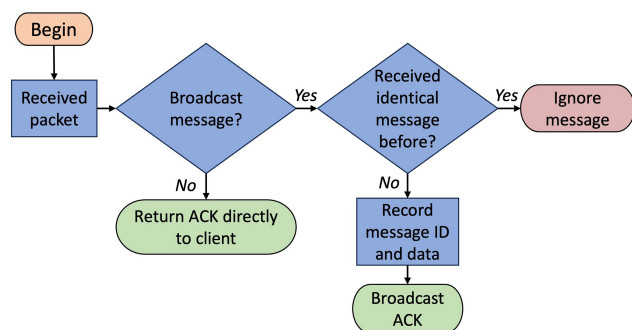 Begin
Received
packet
Broadcast
message?
Yes
Received
identical
message
before?
Yes
Ignore
message
No
Return ACK directly
to client
No
Record
message ID
and data
Broadcast
ACK